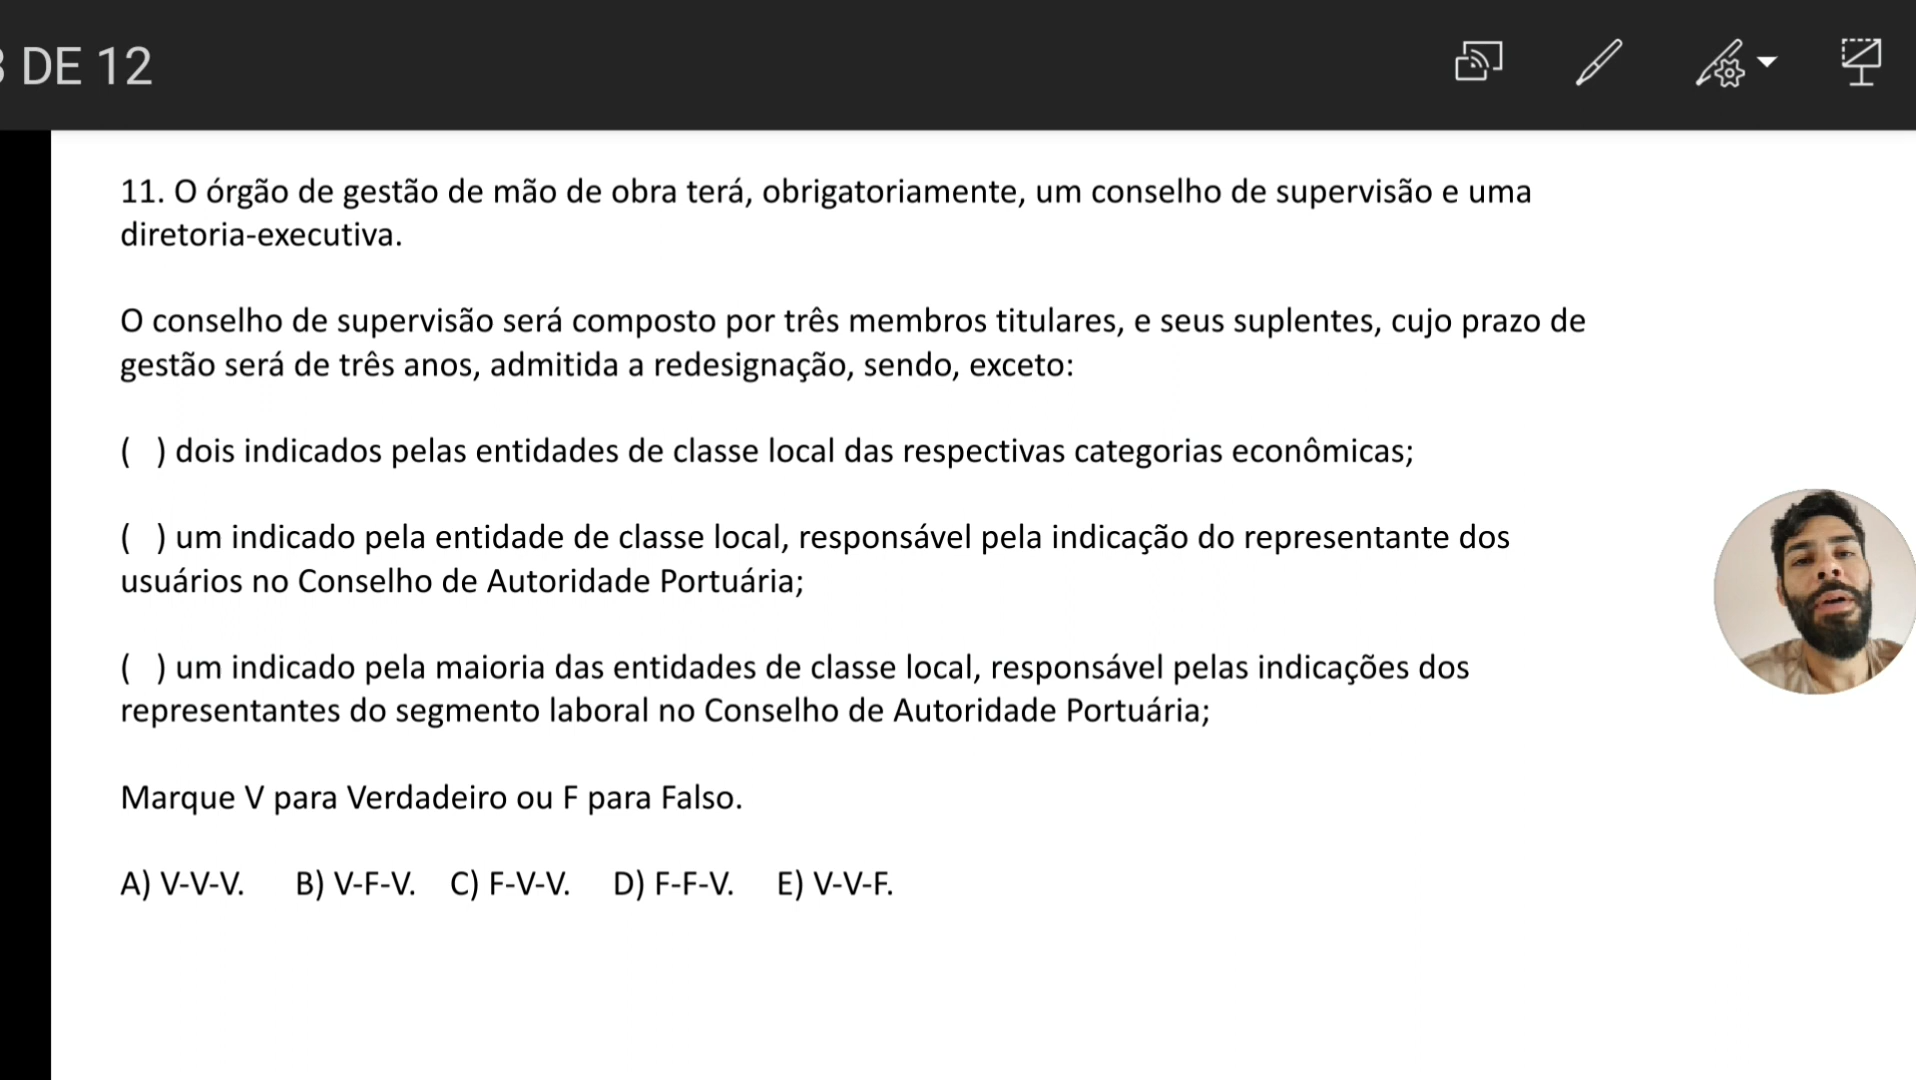 DE 12
11. O órgão de gestão de mão de obra terá, obrigatoriamente, um conselho de supervisão e uma
diretoria-executiva.
O conselho de supervisão será composto por três membros titulares, e seus suplentes, cujo prazo de
gestão será de três anos, admitida a redesignação, sendo, exceto:
( ) dois indicados pelas entidades de classe local das respectivas categorias econômicas;
( ) um indicado pela entidade de classe local, responsável pela indicação do representante dos
usuários no Conselho de Autoridade Portuária;
( ) um indicado pela maioria das entidades de classe local, responsável pelas indicações dos
representantes do segmento laboral no Conselho de Autoridade Portuária;
Marque V para Verdadeiro ou F para Falso.
A) V-V-V. B) V-F-V. C) F-V-V. D) F-F-V. E) V-V-F.